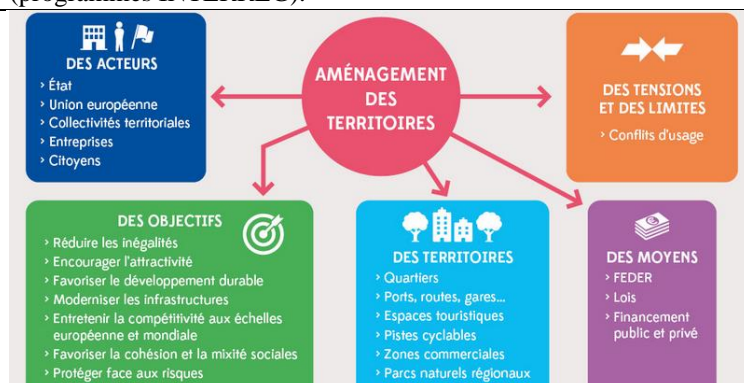 (programmes INTERREG).
DES ACTEURS
› État
› Union européenne
› Collectivités territoriales
› Entreprises
› Citoyens
AMÉNAGEMENT
DES
TERRITOIRES
DES TENSIONS
ET DES LIMITES
› Conflits d'usage
DES OBJECTIFS
› Réduire les inégalités
› Encourager l'attractivité
› Favoriser le développement durable
› Moderniser les infrastructures
› Entretenir la compétitivité aux échelles
européenne et mondiale
› Favoriser la cohésion et la mixité sociales
› Protéger face aux risques
DES TERRITOIRES
› Quartiers
› Ports, routes, gares...
› Espaces touristiques
› Pistes cyclables
› Zones commerciales
› Parcs naturels régionaux
DES MOYENS
› FEDER
› Lois
› Financement
public et privé